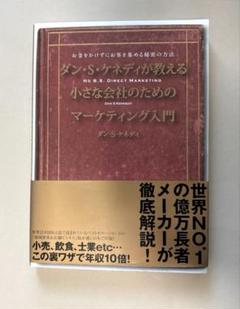 お金をかけずにお客を集める秘密の方法
ダン・S・ケネディが教える
NO B.S. DIRECT MARKETING
小さな会社のための
DAN S KENNEDY
マーケティング入門
ダン・S・ケネディ
世界NO.1
の億万長者
メーカーが
徹底解説!
小売、飲食、士業etc…
この裏ワザで年収10倍!